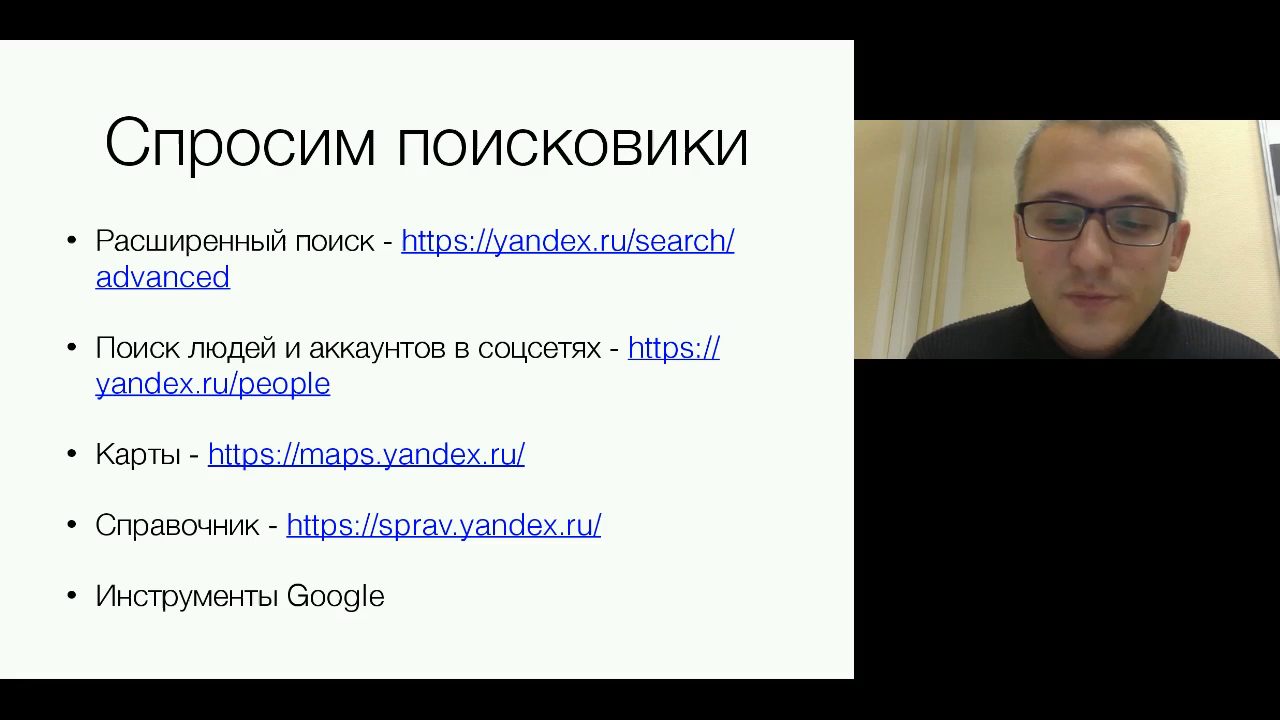 Спросим поисковики
• Расширенный поиск - https://yandex.ru/search/
advanced
• Поиск людей и аккаунтов в соцсетях - https://
yandex.ru/people
• Карты - https://maps.yandex.ru/
• Справочник - https://sprav.yandex.ru/
• Инструменты Google